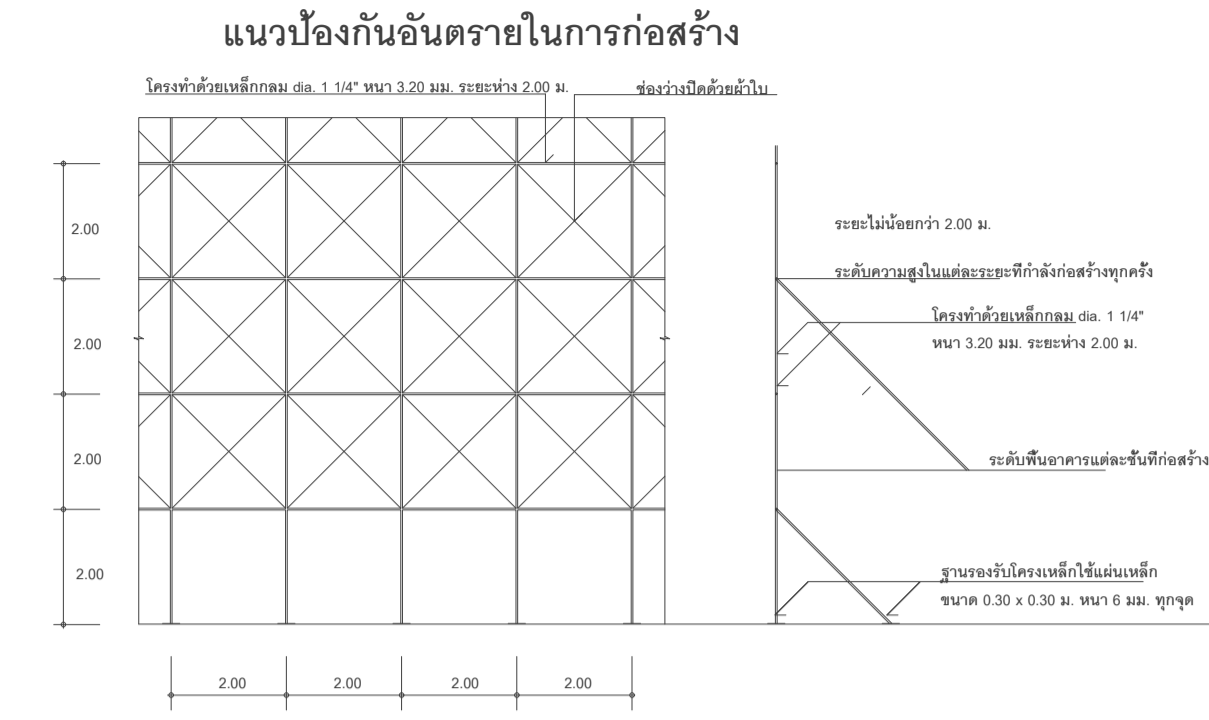 แนวป้องกันอันตรายในการก่อสร้าง
โครงทำด้วยเหล็กกลม dia. 1 1/4" หนา 3.20 มม. ระยะห่าง 2.00 ม.
ช่องว่างปิดด้วยผ้าใบ
2.00
2.00
2.00
2.00
2.00 2.00 2.00 2.00
ระยะไม่น้อยกว่า 2.00 ม.
ระดับความสูงในแต่ละระยะที่กำลังก่อสร้างทุกครั้ง
โครงทำด้วยเหล็กกลม dia. 1 1/4"
หนา 3.20 มม. ระยะห่าง 2.00 ม.
ระดับพื้นอาคารแต่ละชั้นที่ก่อสร้าง
ฐานรองรับโครงเหล็กใช้แผ่นเหล็ก
ขนาด 0.30 x 0.30 ม. หนา 6 มม. ทุกจุด